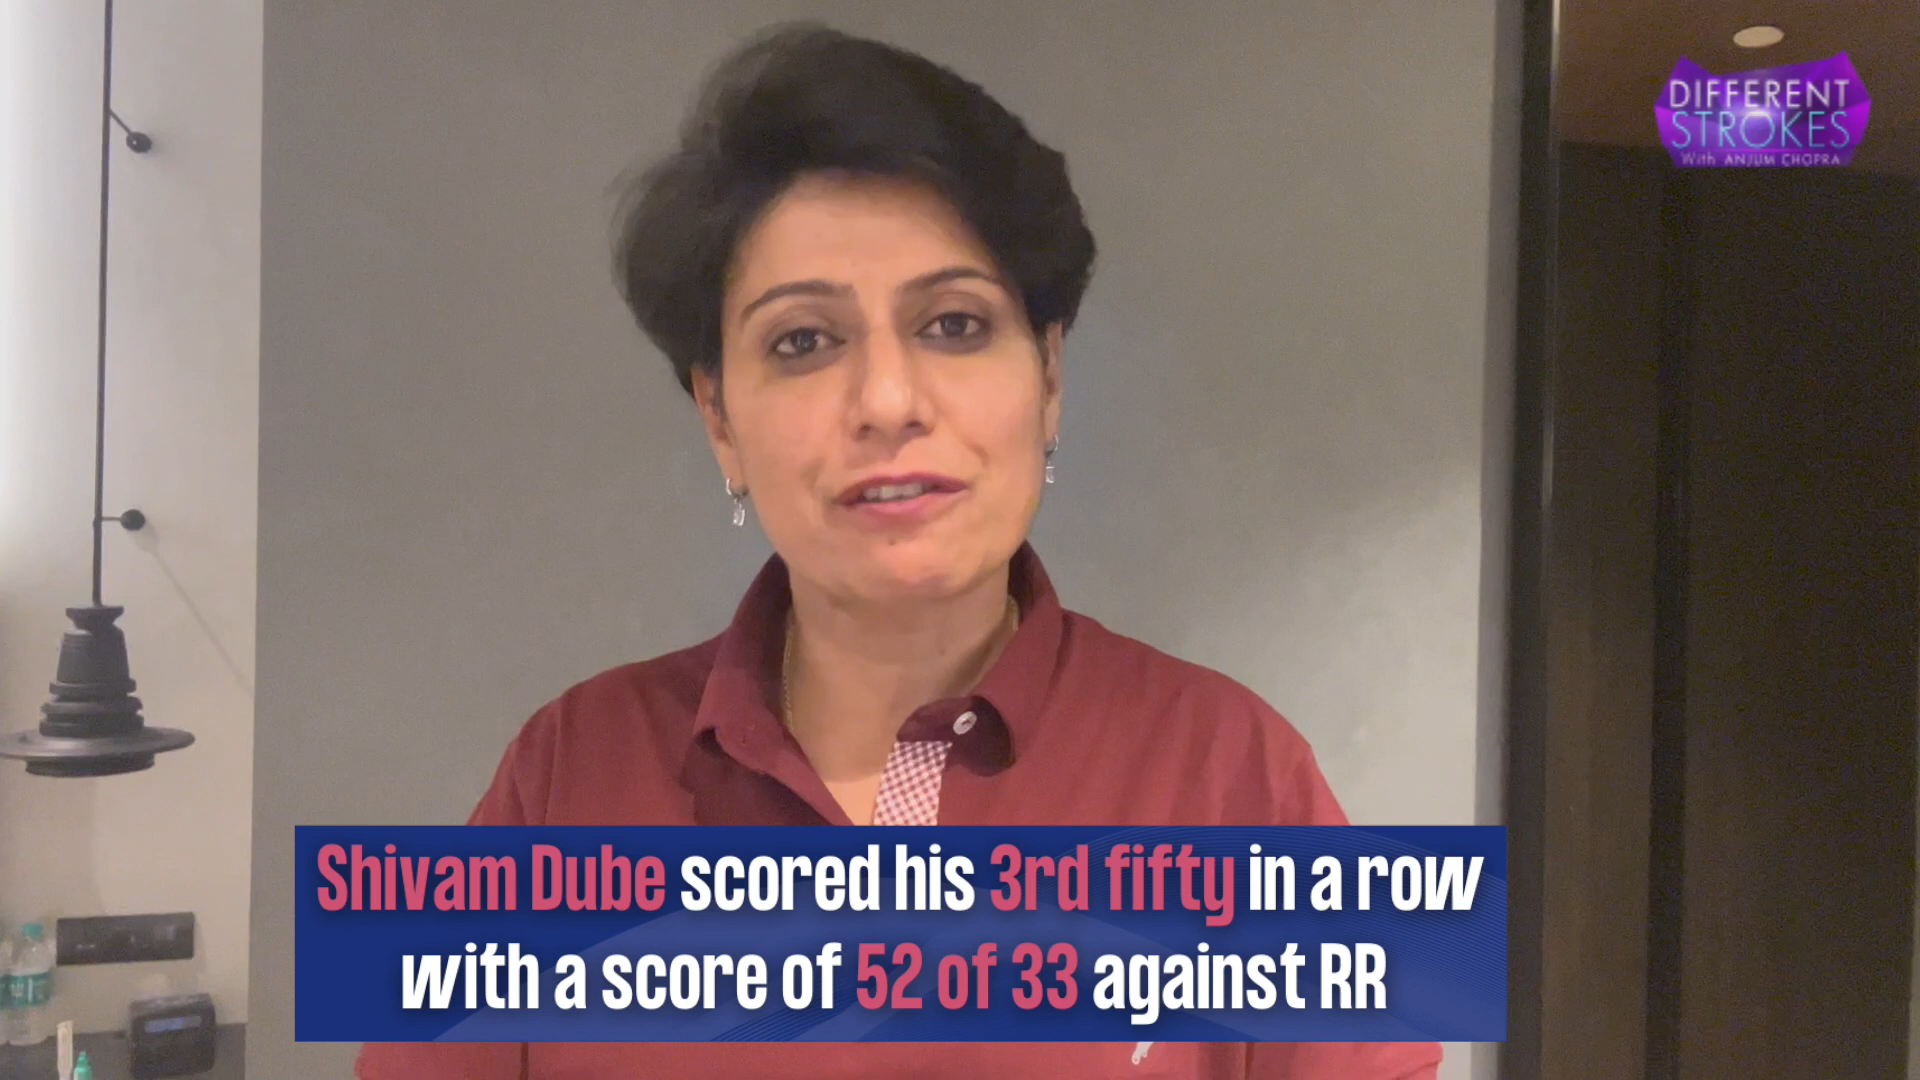 DIFFERENT
STROKES
With ANJUM CHOPRA
Shivam Dube scored his 3rd fifty in a row
with a score of 52 of 33 against RR